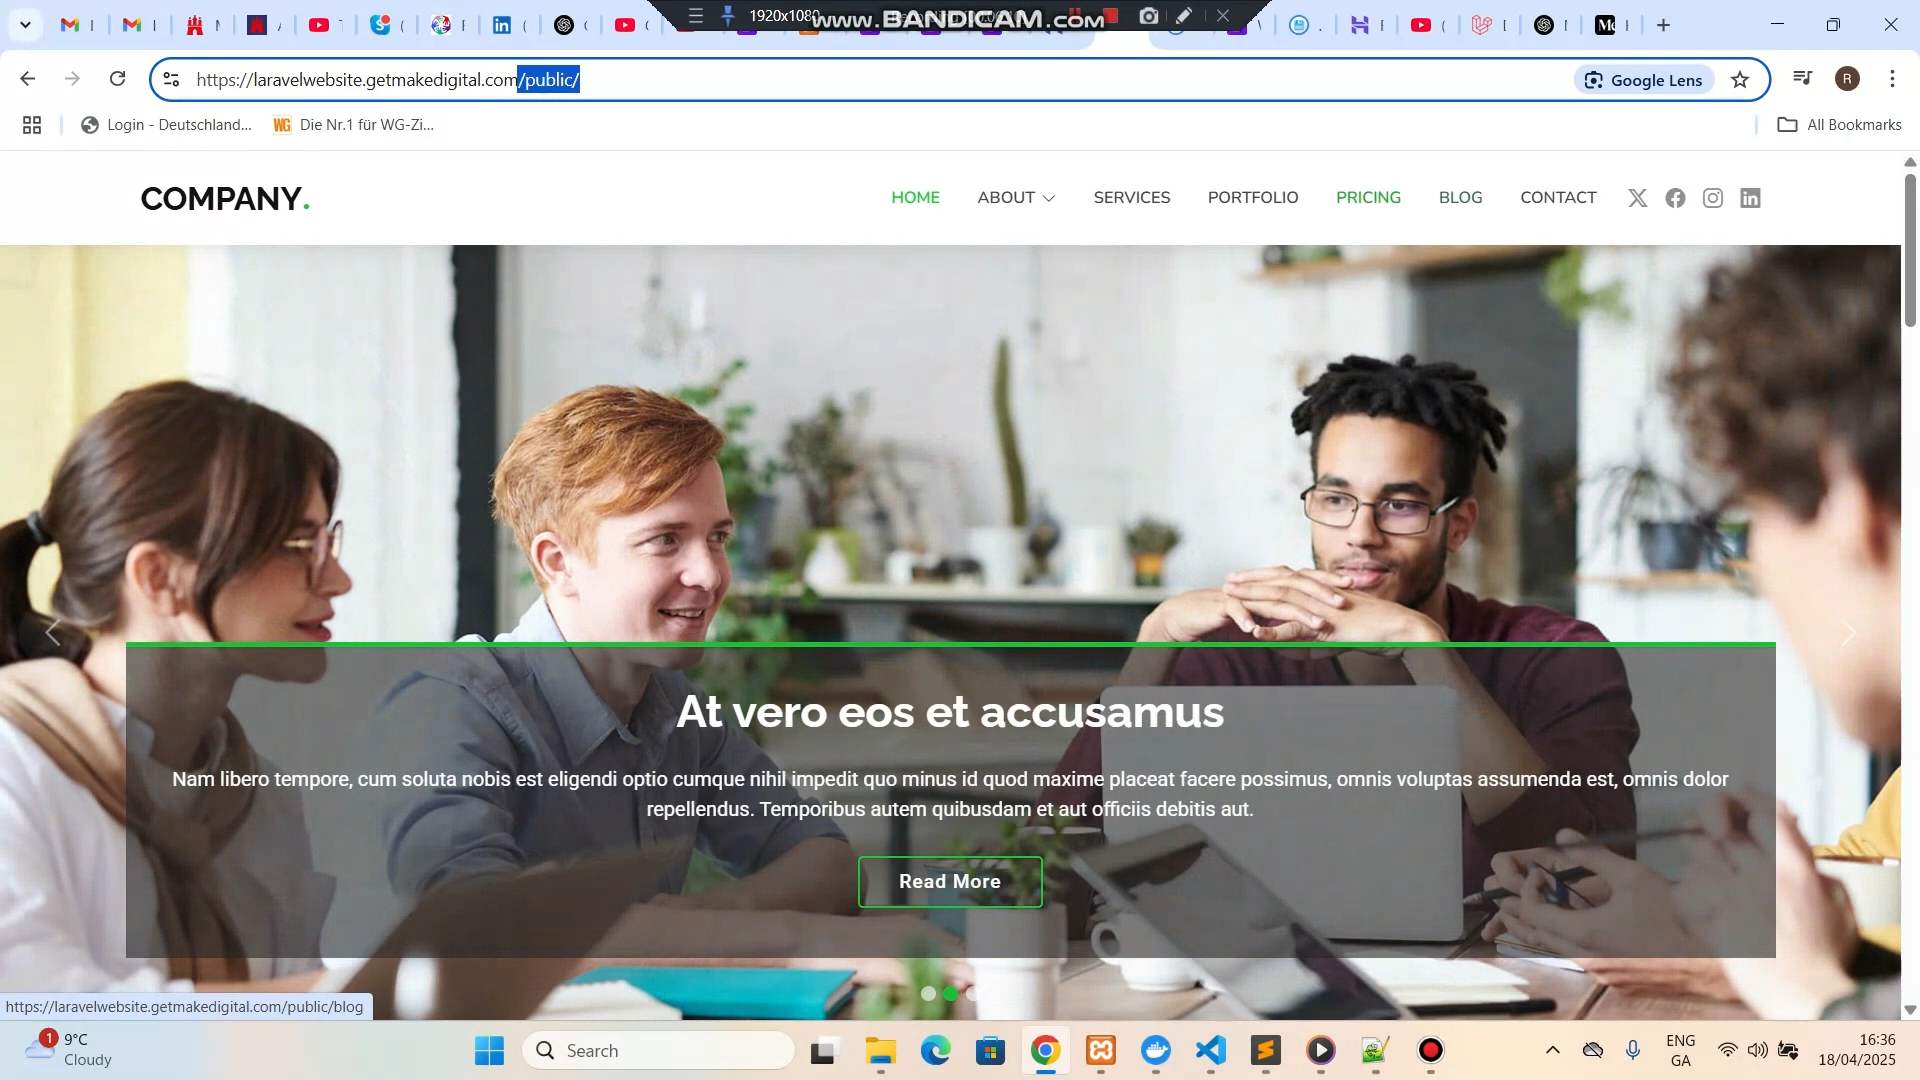 1920x1080
www.BANDICAM.com
https://laravelwebsite.getmakedigital.com/public/
Google Lens
R
Login - Deutschland...
WG
Die Nr.1 für WG-Zi...
All Bookmarks
COMPANY.
HOME
ABOUT
SERVICES
PORTFOLIO
PRICING
BLOG
CONTACT
At vero eos et accusamus
Nam libero tempore, cum soluta nobis est eligendi optio cumque nihil impedit quo minus id quod maxime placeat facere possimus, omnis voluptas assumenda est, omnis dolor
repellendus. Temporibus autem quibusdam et aut officiis debitis aut.
Read More
https://laravelwebsite.getmakedigital.com/public/blog
1
9°C
Cloudy
Search
ENG
GA
16:36
18/04/2025